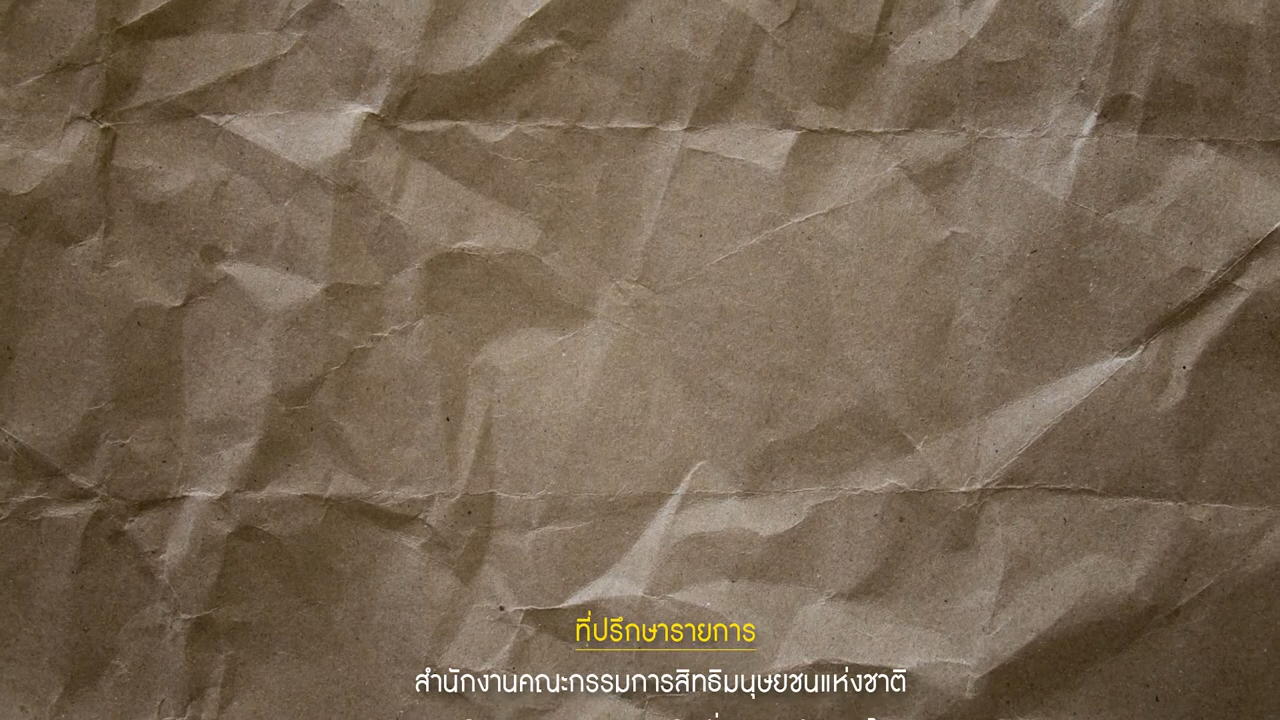 ที่ปรึกษารายการ
สำนักงานคณะกรรมการสิทธิมนุษยชนแห่งชาติ